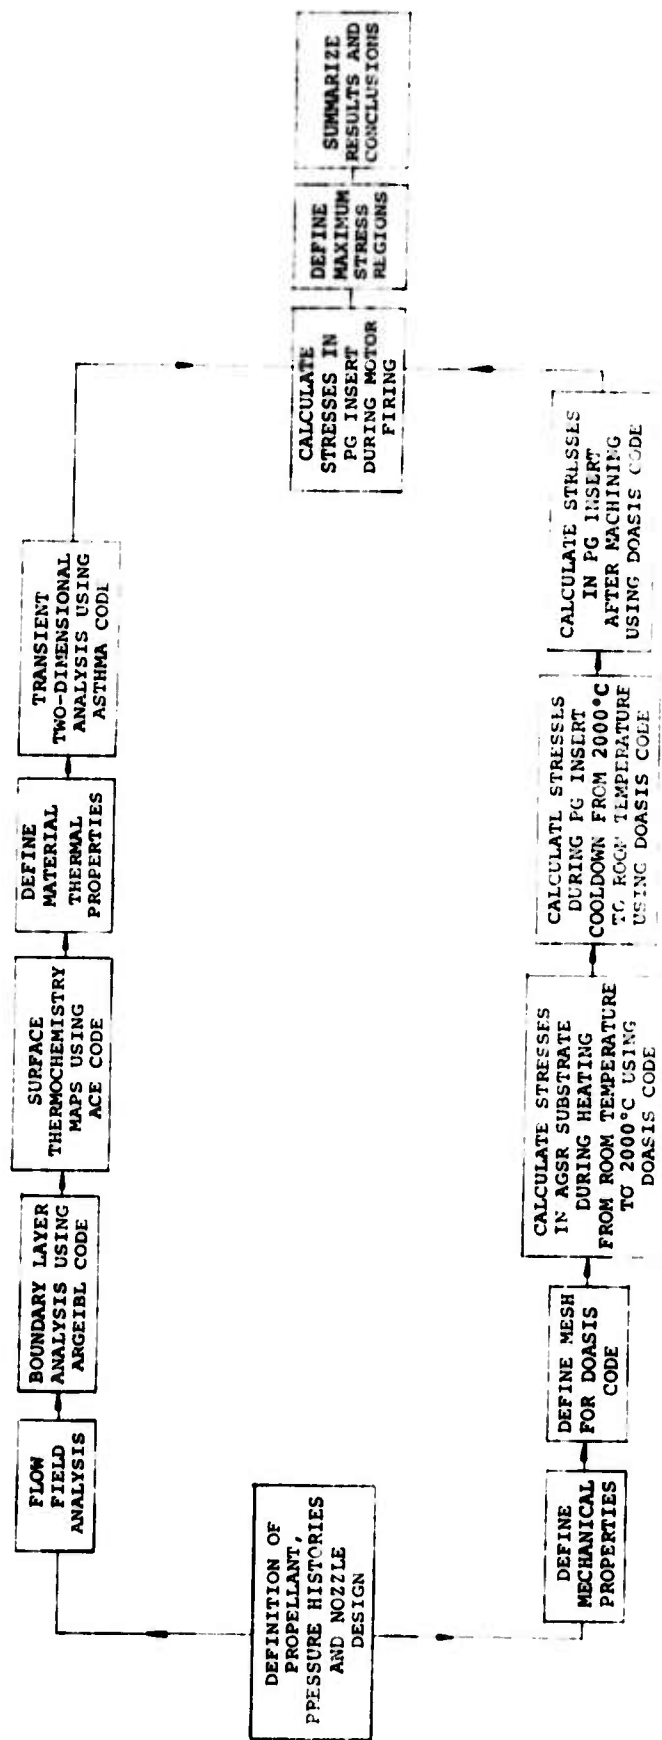 DEFINITION OF
PROPELLANT,
PRESSURE HISTORIES
AND NOZZLE
DESIGN
FLOW
FIELD
ANALYSIS
BOUNDARY LAYER
ANALYSIS USING
ARGEIBL CODE
SURFACE
THERMOCHEMISTRY
MAPS USING
ACE CODE
DEFINE
MATERIAL
THERMAL
PROPERTIES
TRANSIENT
TWO-DIMENSIONAL
ANALYSIS USING
ASTHMA CODE
DEFINE
MECHANICAL
PROPERTIES
DEFINE MESH
FOR DOASIS
CODE
CALCULATE STRESSES
IN AGSR SUBSTRATE
DURING HEATING
FROM ROOM TEMPERATURE
TO 2000°C USING
DOASIS CODE
CALCULATE STRESSES
DURING PG INSERT
COOLDOWN FROM 2000°C
TO ROOM TEMPERATURE
USING DOASIS CODE
CALCULATE STRESSES
IN PG INSERT
AFTER MACHINING
USING DOASIS CODE
CALCULATE
STRESSES IN
PG INSERT
DURING MOTOR
FIRING
DEFINE
MAXIMUM
STRESS
REGIONS
SUMMARIZE
RESULTS AND
CONCLUSIONS